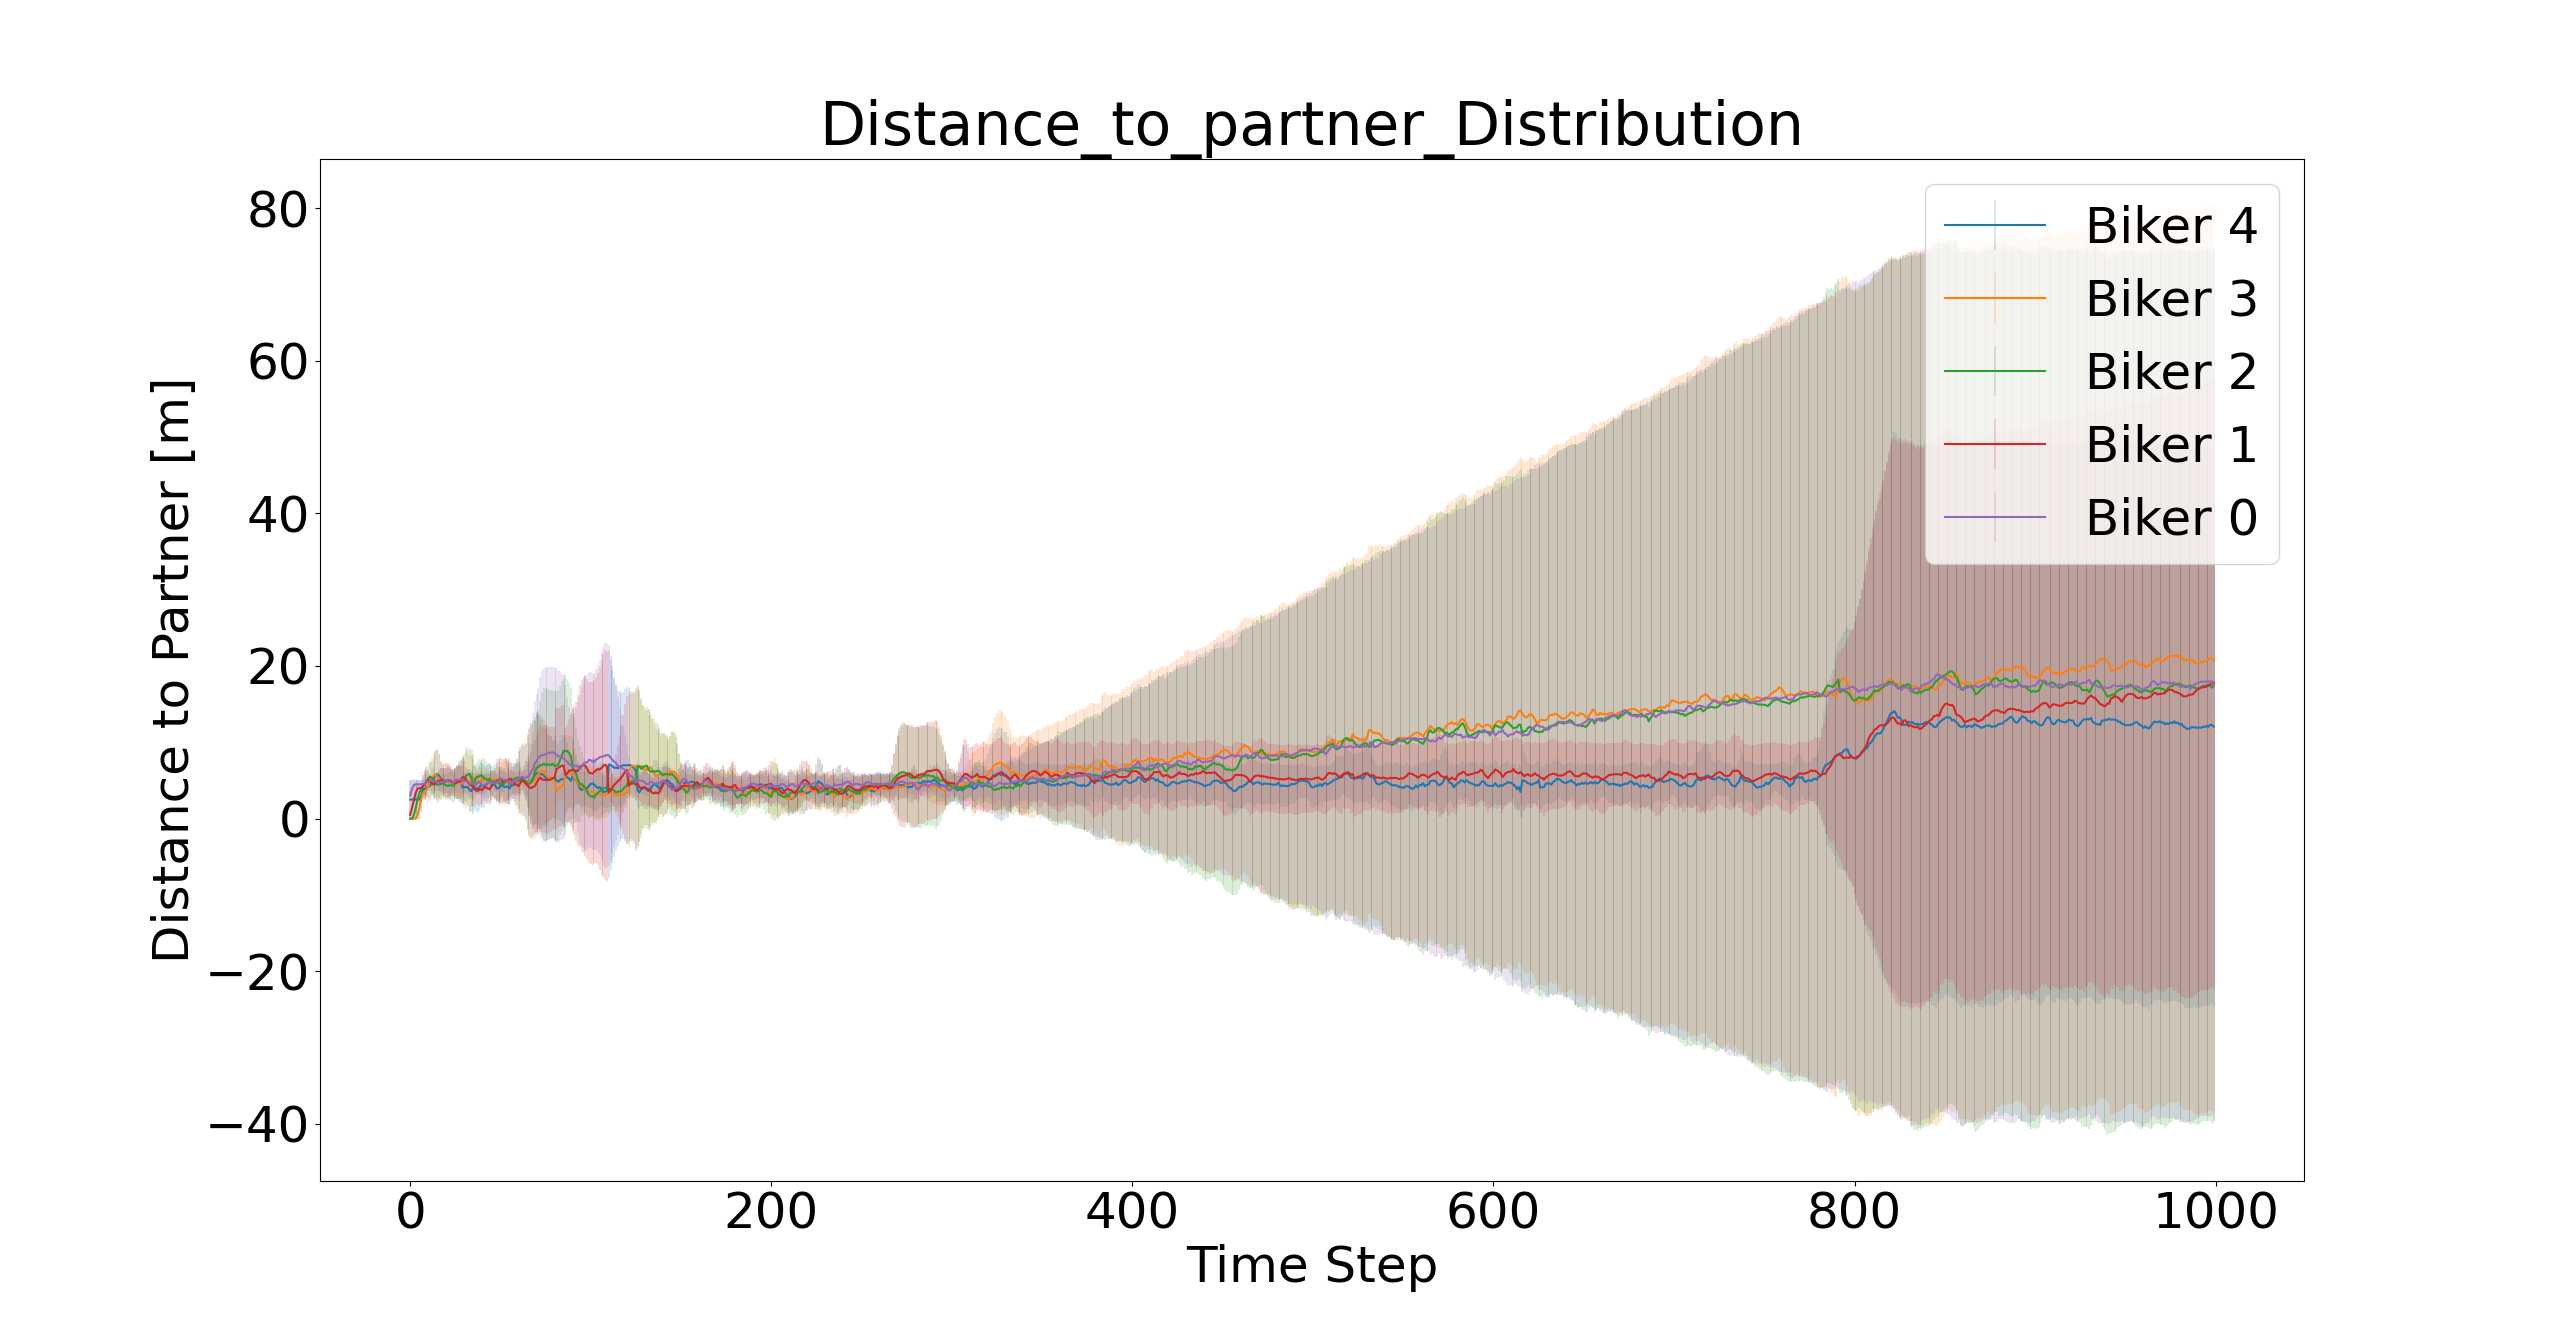 Distance_to_partner_Distribution
Distance to Partner [m]
80
60
40
20
0
−20
−40
0 200 400 600 800 1000
Time Step
Biker 4
Biker 3
Biker 2
Biker 1
Biker 0